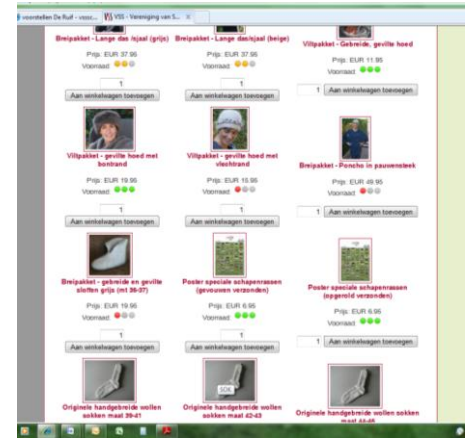 voorstellen De Ruif - voor...
VSS - Vereniging van S...
Breipakket - Lange das /sjaal (grijs)
Prijs: EUR 37.95
Voorraad:
1
Aan winkelwagen toevoegen
Breipakket - Lange das/sjaal (beige)
Prijs: EUR 37.95
Voorraad:
1
Aan winkelwagen toevoegen
Viltpakket - Gebreide, gevilte hoed
Prijs: EUR 11.95
Voorraad:
1
Aan winkelwagen toevoegen
Viltpakket - gevilte hoed met
bontrand
Prijs: EUR 19.95
Voorraad:
1
Aan winkelwagen toevoegen
Viltpakket - gevilte hoed met
vlechtrand
Prijs: EUR 15.95
Voorraad:
1
Aan winkelwagen toevoegen
Breipakket - Poncho in pauwensteek
Prijs: EUR 49.95
Voorraad:
1
Aan winkelwagen toevoegen
Breipakket - gebreide en gevilte
sloffen grijs (mt 36-37)
Prijs: EUR 19.95
Voorraad:
1
Aan winkelwagen toevoegen
Poster speciale schapenrassen
(gevouwen verzonden)
Prijs: EUR 6.95
Voorraad:
1
Aan winkelwagen toevoegen
Poster speciale schapenrassen
(opgerold verzonden)
Prijs: EUR 6.95
Voorraad:
1
Aan winkelwagen toevoegen
Originele handgebreide wollen
sokken maat 39-41
SOK
Originele handgebreide wollen
sokken maat 42-43
Originele handgebreide wollen sokken